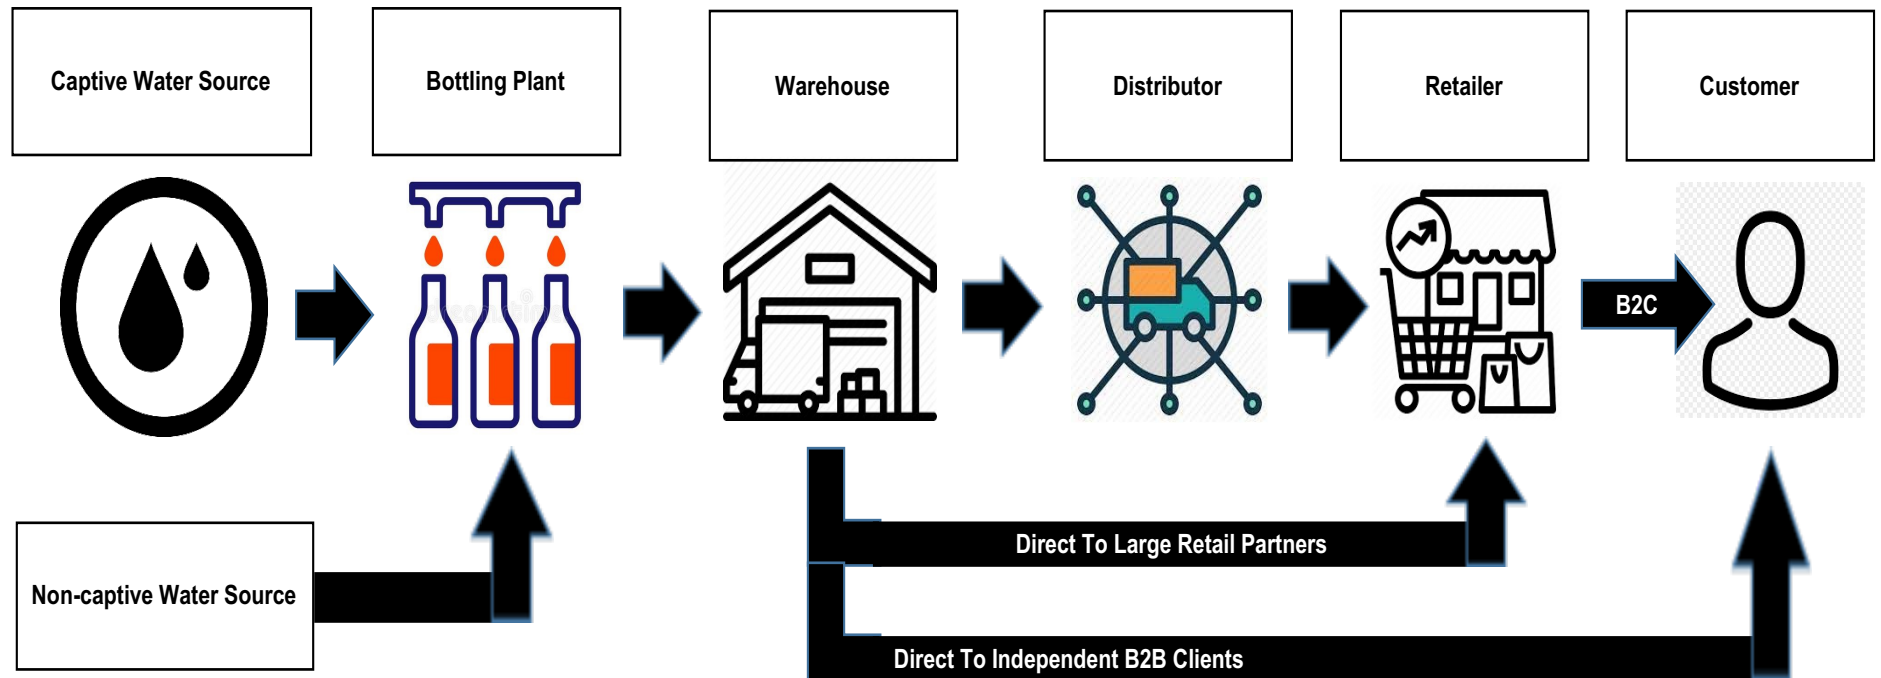 Captive Water Source
Bottling Plant
Warehouse
Distributor
Retailer
Customer
B2C
Direct To Large Retail Partners
Non-captive Water Source
Direct To Independent B2B Clients